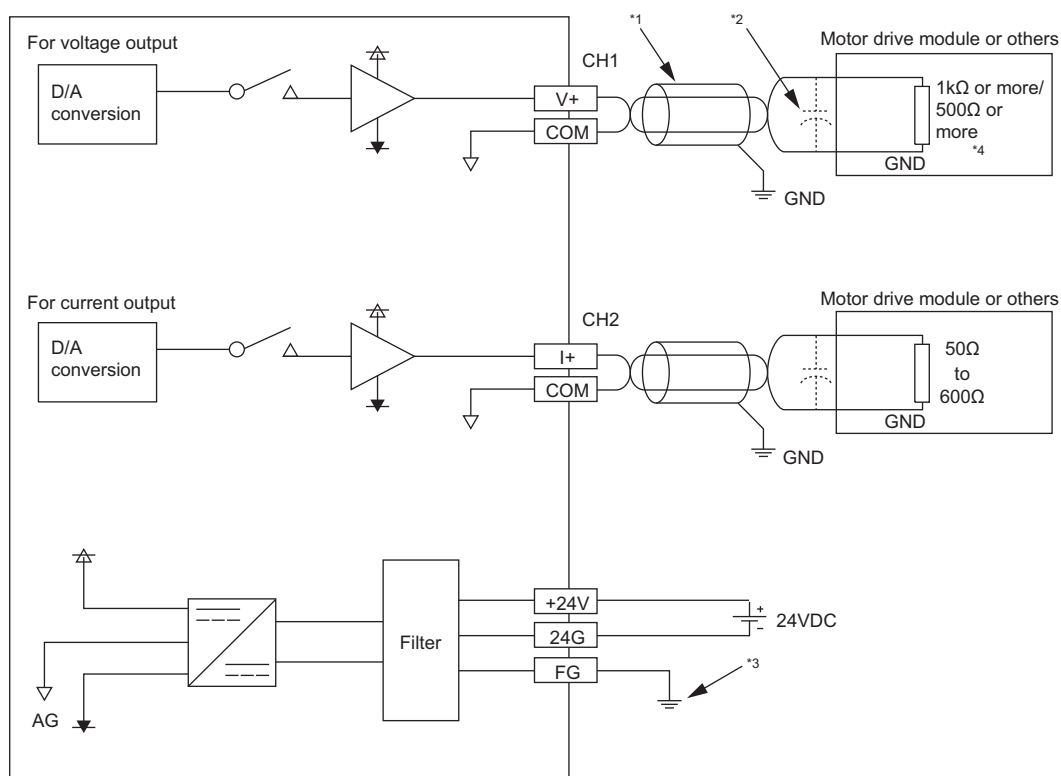 For voltage output
D/A
conversion
V+
COM
CH1
*1
*2
Motor drive module or others
1kΩ or more/
500Ω or
more
*4
GND
GND
For current output
D/A
conversion
I+
COM
CH2
Motor drive module or others
50Ω
to
600Ω
GND
GND
AG
Filter
+24V
24G
FG
+
−
24VDC
*3